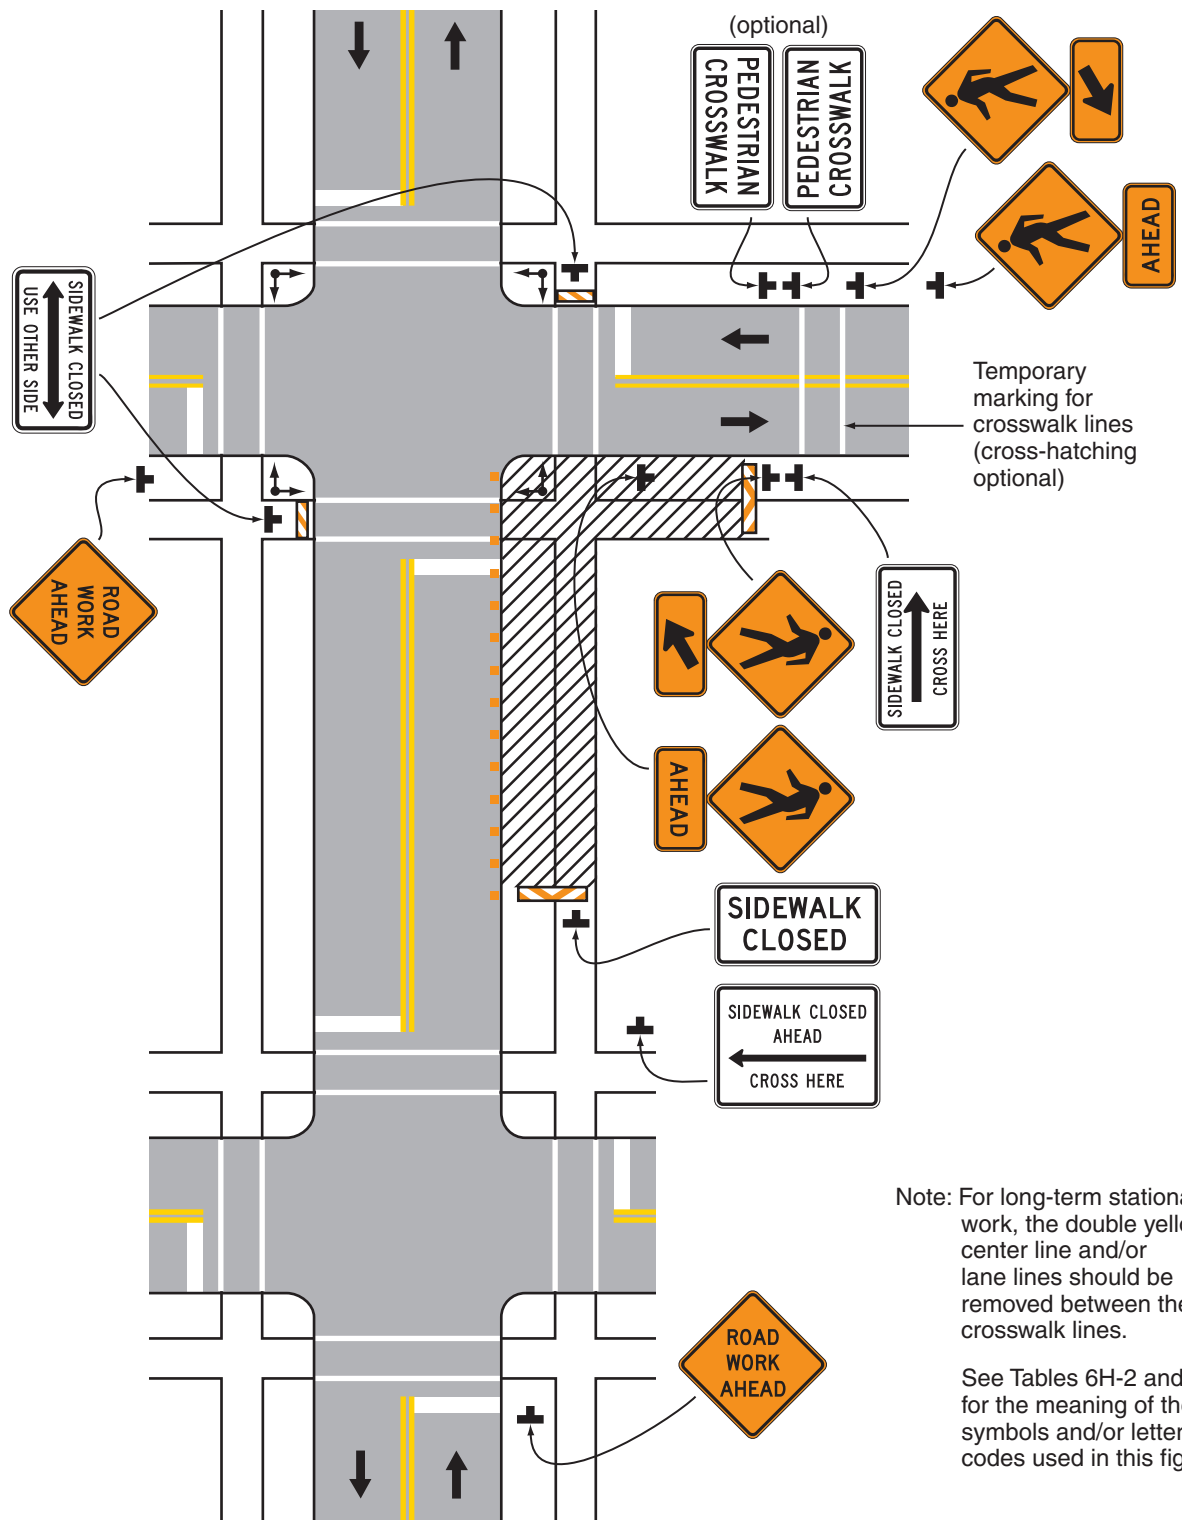 (optional)
PEDESTRIAN
CROSSWALK
PEDESTRIAN
CROSSWALK
AHEAD
SIDEWALK CLOSED
USE OTHER SIDE
Temporary
marking for
crosswalk lines
(cross-hatching
optional)
ROAD
WORK
AHEAD
SIDEWALK CLOSED
CROSS HERE
AHEAD
SIDEWALK
CLOSED
SIDEWALK CLOSED
AHEAD
CROSS HERE
Note: For long-term stationa
work, the double yello
center line and/or
lane lines should be
removed between the
crosswalk lines.
ROAD
WORK
AHEAD
See Tables 6H-2 and
for the meaning of the
symbols and/or letter
codes used in this fig